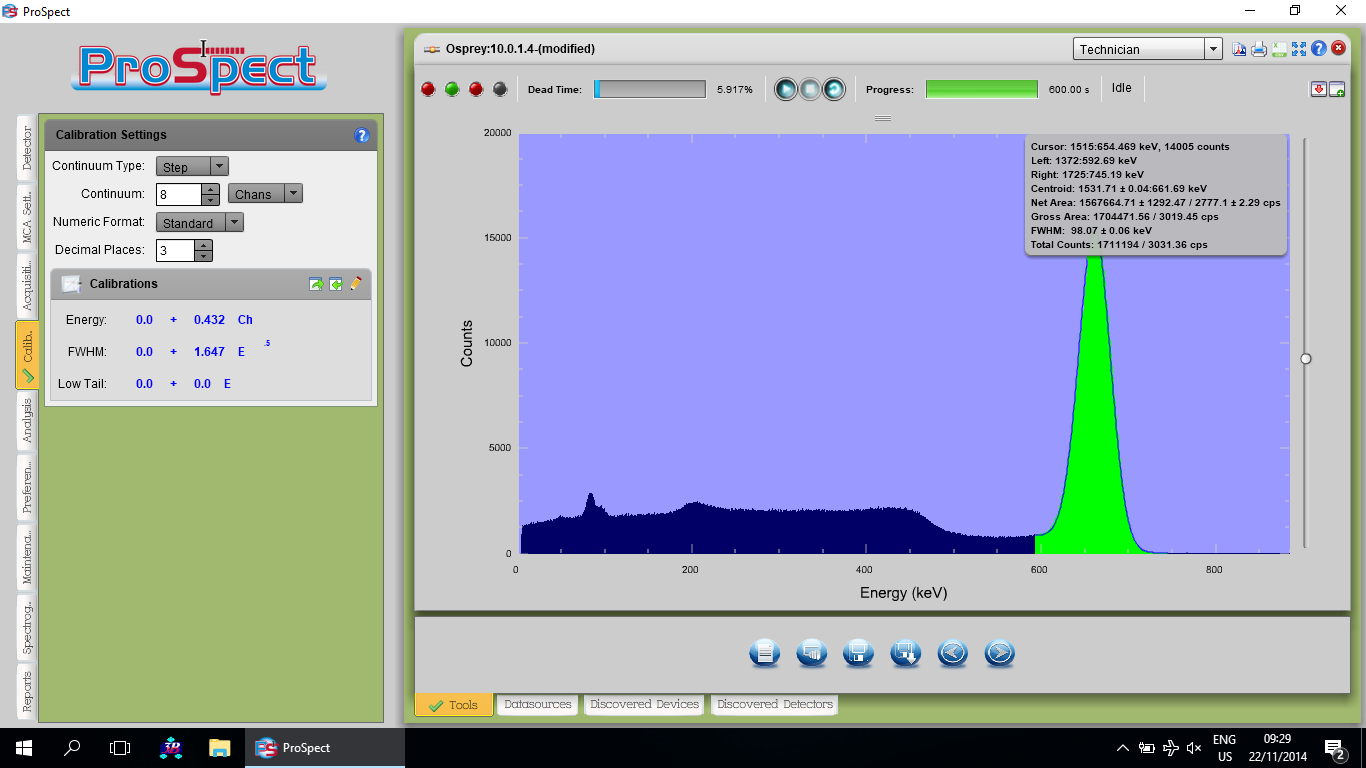 ProSpect
ProSpect
Detector
MCA Sett..
Acquisiti...
Calib..
Analysis
Preferen...
Maintena...
Spectrog..
Reports
Calibration Settings
Continuum Type: Step
Continuum: 8 Chans
Numeric Format: Standard
Decimal Places: 3
Calibrations
Energy: 0.0 + 0.432 Ch
FWHM: 0.0 + 1.647 E .5
Low Tail: 0.0 + 0.0 E
Osprey:10.0.1.4-(modified)
Technician
Dead Time: 5.917%
Progress: 600.00 s
Idle
Cursor: 1515:654.469 keV, 14005 counts
Left: 1372:592.69 keV
Right: 1725:745.19 keV
Centroid: 1531.71 ± 0.04:661.69 keV
Net Area: 1567664.71 ± 1292.47 / 2777.1 ± 2.29 cps
Gross Area: 1704471.56 / 3019.45 cps
FWHM: 98.07 ± 0.06 keV
Total Counts: 1711194 / 3031.36 cps
20000
15000
10000
5000
0
Counts
0 200 400 600 800
Energy (keV)
Tools
Datasources
Discovered Devices
Discovered Detectors
3D
ProSpect
ENG
US
09:29
22/11/2014
2